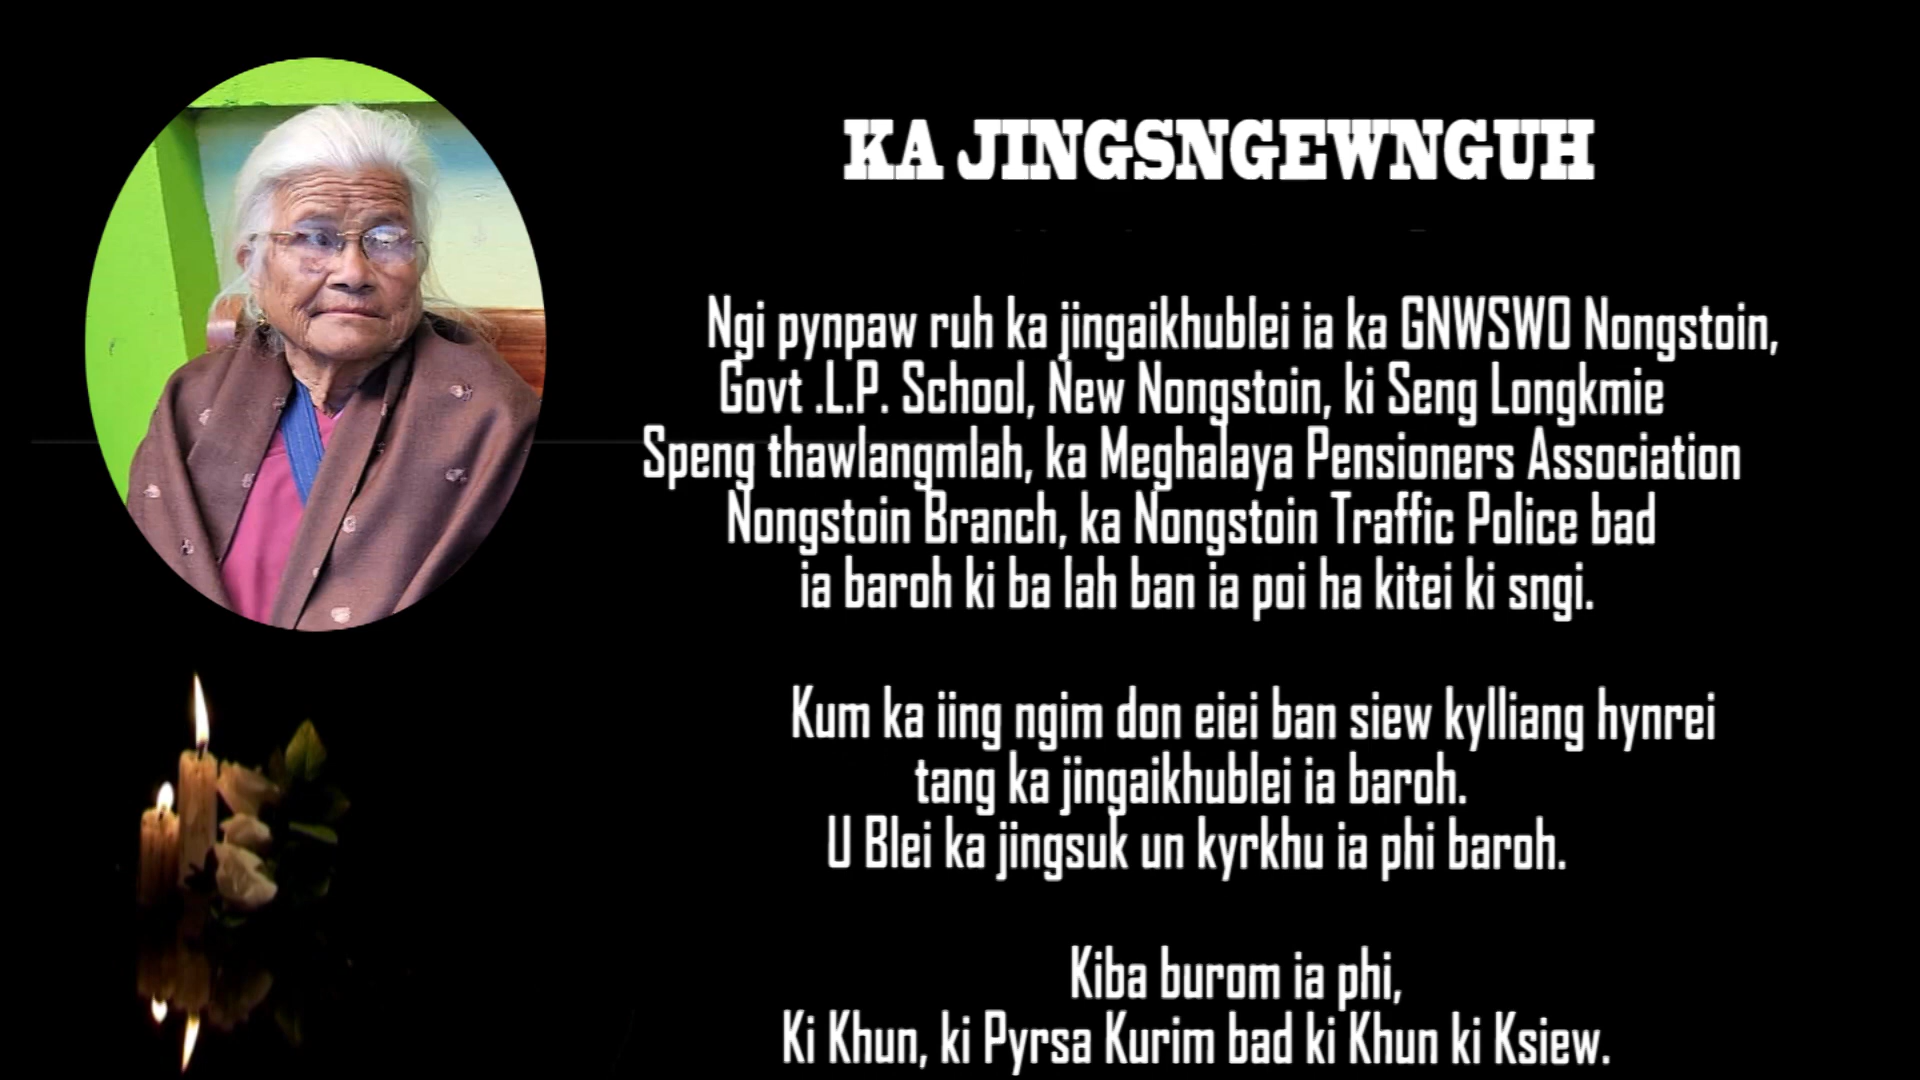 KA JINGSNGEWNGUH
Ngi pynpaw ruh ka jingaikhublei ia ka GNWSWO Nongstoin,
Govt .L.P. School, New Nongstoin, ki Seng Longkmie
Speng thawlangmlah, ka Meghalaya Pensioners Association
Nongstoin Branch, ka Nongstoin Traffic Police bad
ia baroh ki ba lah ban ia poi ha kitei ki sngi.
Kum ka iing ngim don eiei ban siew kylliang hynrei
tang ka jingaikhublei ia baroh.
U Blei ka jingsuk un kyrkhu ia phi baroh.
Kiba burom ia phi,
Ki Khun, ki Pyrsa Kurim bad ki Khun ki Ksiew.